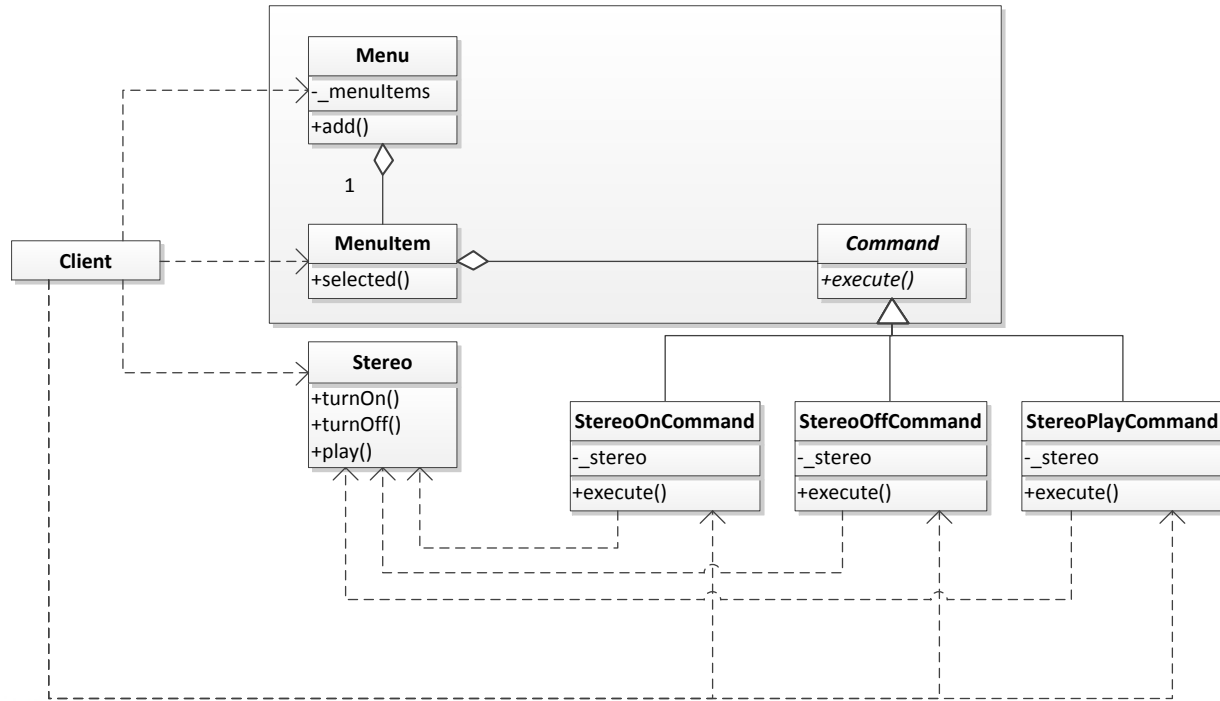 Menu
-_menuItems
+add()
1
Client
MenuItem
+selected()
Command
+execute()
Stereo
+turnOn()
+turnOff()
+play()
StereoOnCommand
-_stereo
+execute()
StereoOffCommand
-_stereo
+execute()
StereoPlayCommand
-_stereo
+execute()